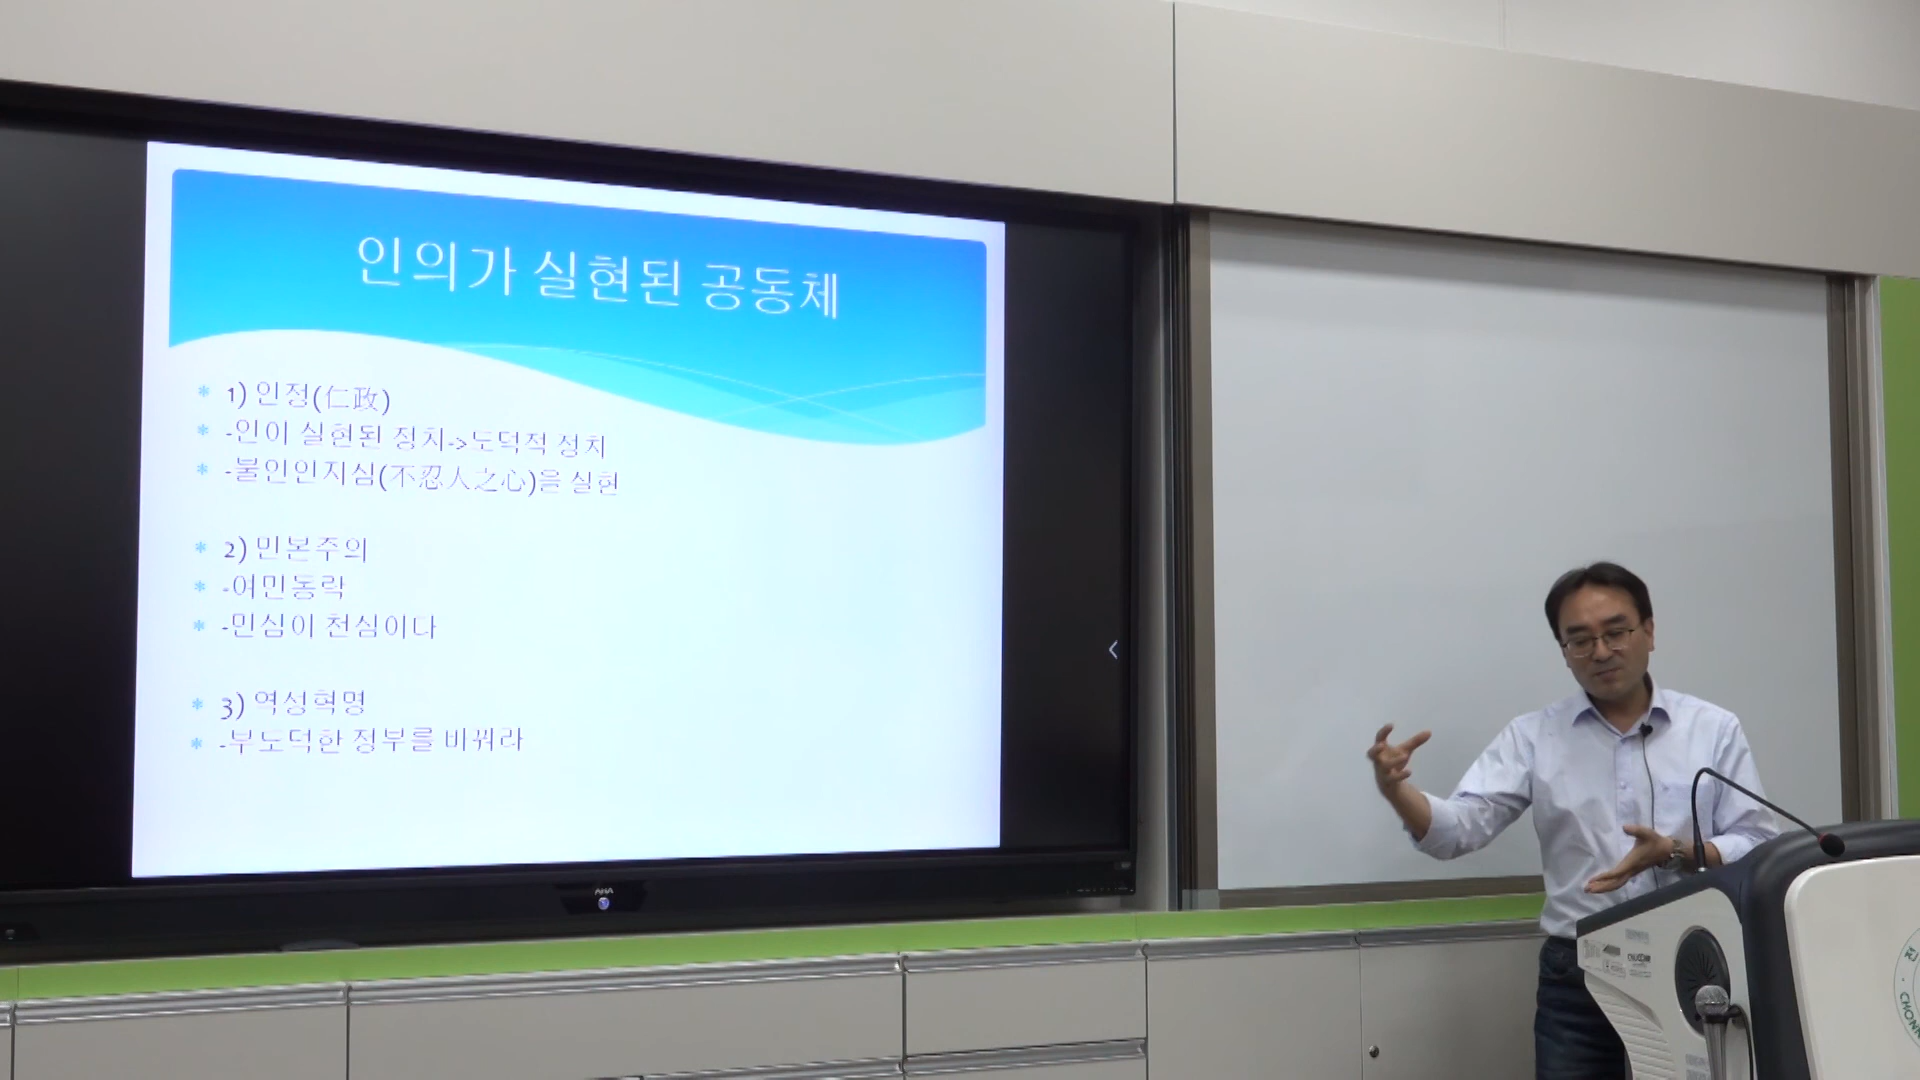 인의가 실현된 공동체
* 1) 인정(仁政)
* -인이 실현된 정치->도덕적 정치
* -불인인지심(不忍人之心)을 실현
* 2) 민본주의
* -여민동락
* -민심이 천심이나
* 3) 역성혁명
* -부도덕한 정부를 바꿔라
AHA